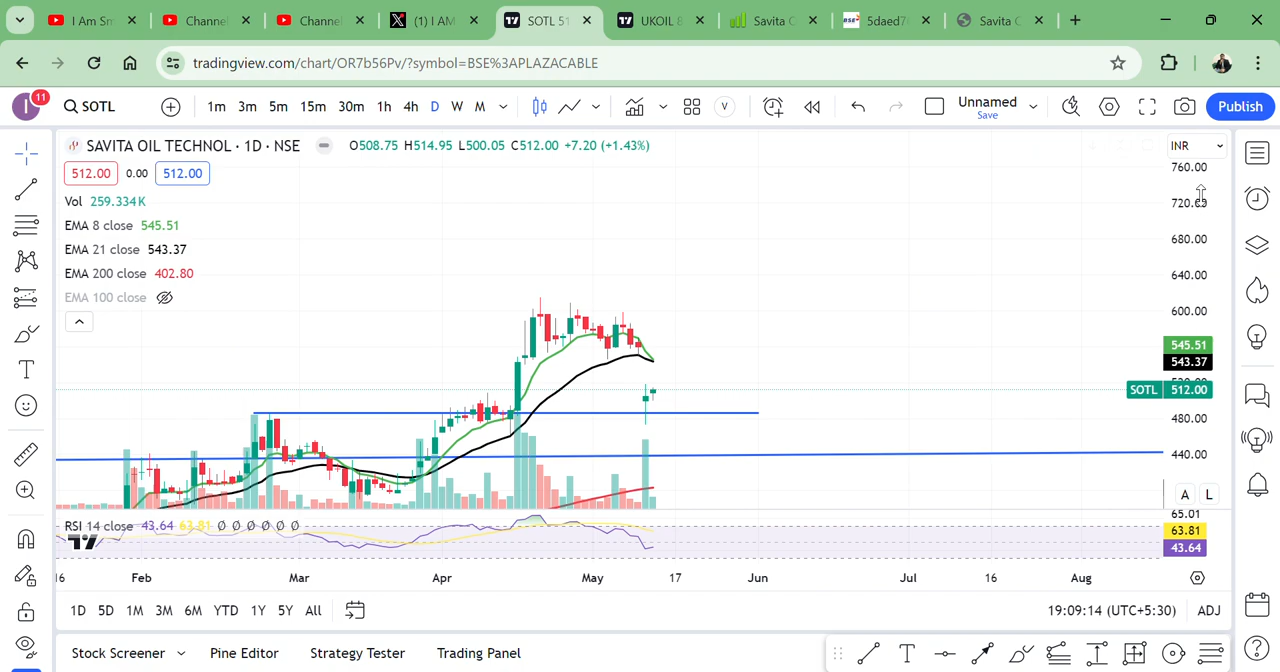 I Am Sm
Channel
Channel
(1) I AM
SOTL 51
UKOIL 8
Savita C
BSE
5daed7
Savita C
tradingview.com/chart/OR7b56Pv/?symbol=BSE%3APLAZACABLE
I 11 SOTL 1m 3m 5m 15m 30m 1h 4h D W M V Unnamed Save Publish
SAVITA OIL TECHNOL · 1D · NSE O508.75 H514.95 L500.05 C512.00 +7.20 (+1.43%) INR
512.00 0.00 512.00
Vol 259.334K
EMA 8 close 545.51
EMA 21 close 543.37
EMA 200 close 402.80
EMA 100 close
760.00
680.00
640.00
600.00
545.51
543.37
SOTL 512.00
480.00
440.00
A L
RSI 14 close 43.64 63.81 Ø Ø Ø Ø Ø Ø
65.01
63.81
43.64
16 Feb Mar Apr May 17 Jun Jul 16 Aug
1D 5D 1M 3M 6M YTD 1Y 5Y All 19:09:14 (UTC+5:30) ADJ
Stock Screener Pine Editor Strategy Tester Trading Panel